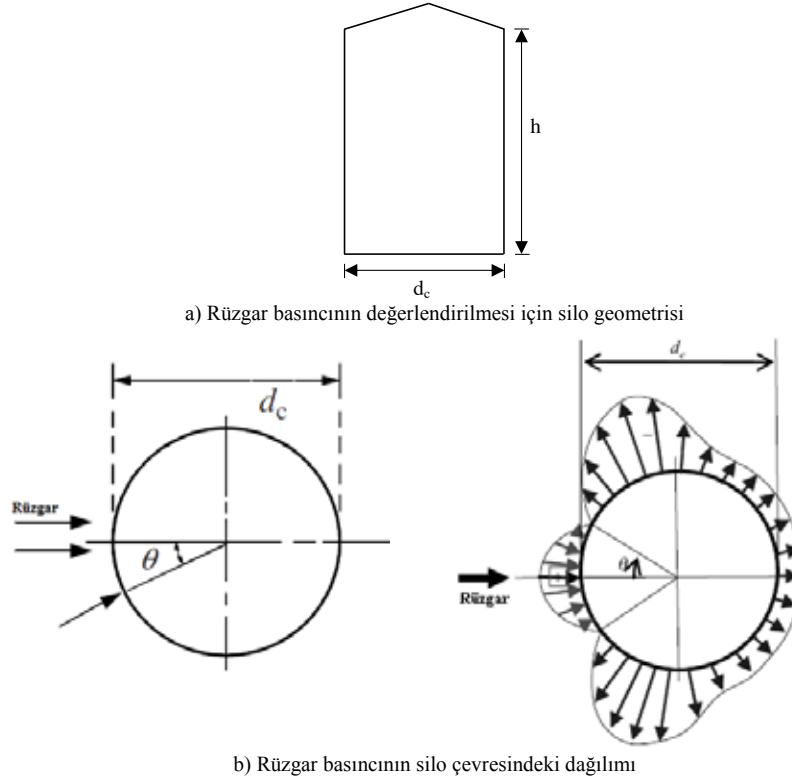 h
d_c
a) Rüzgar basıncının değerlendirilmesi için silo geometrisi
d_c
Rüzgar
θ
d_c
θ
Rüzgar
b) Rüzgar basıncının silo çevresindeki dağılımı